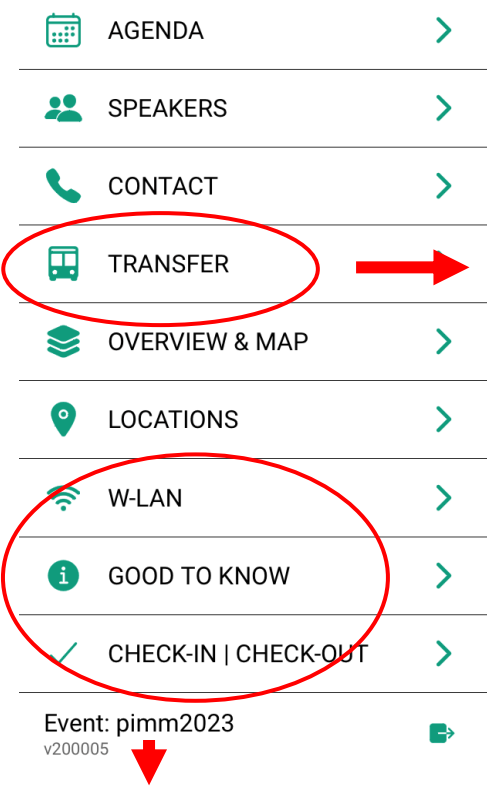 AGENDA
SPEAKERS
CONTACT
TRANSFER
OVERVIEW & MAP
LOCATIONS
W-LAN
GOOD TO KNOW
CHECK-IN | CHECK-OUT
Event: pimm2023
v200005